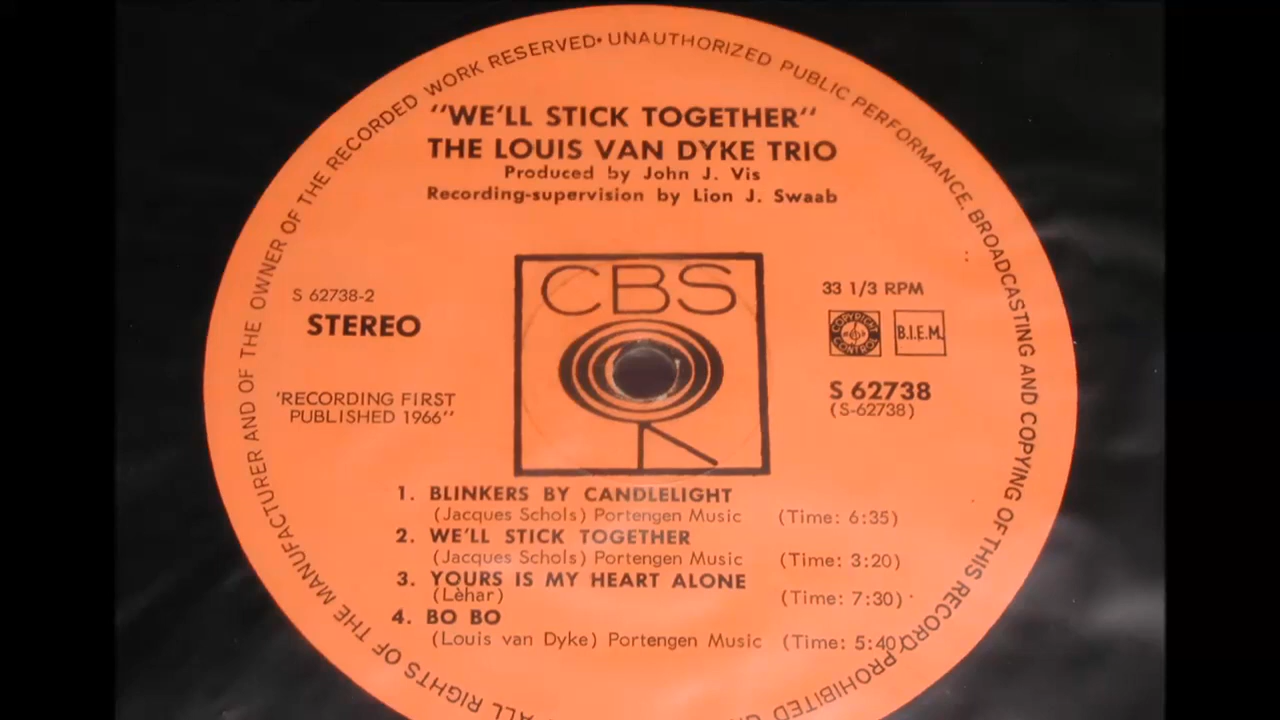 ALL RIGHTS OF THE MANUFACTURER AND OF THE OWNER OF THE RECORDED WORK RESERVED• UNAUTHORIZED PUBLIC PERFORMANCE. BROADCASTING AND COPYING OF THIS RECORD PROHIBITED
"WE'LL STICK TOGETHER"
THE LOUIS VAN DYKE TRIO
Produced by John J. Vis
Recording-supervision by Lion J. Swaab
CBS
S 62738-2
STEREO
'RECORDING FIRST
PUBLISHED 1966"
33 1/3 RPM
COPYRIGHT CONTROL
B.I.E.M.
S 62738
(S-62738)
1. BLINKERS BY CANDLELIGHT
(Jacques Schols) Portengen Music (Time: 6:35)
2. WE'LL STICK TOGETHER
(Jacques Schols) Portengen Music (Time: 3:20)
3. YOURS IS MY HEART ALONE
(Lèhar) (Time: 7:30)
4. BO BO
(Louis van Dyke) Portengen Music (Time: 5:40)